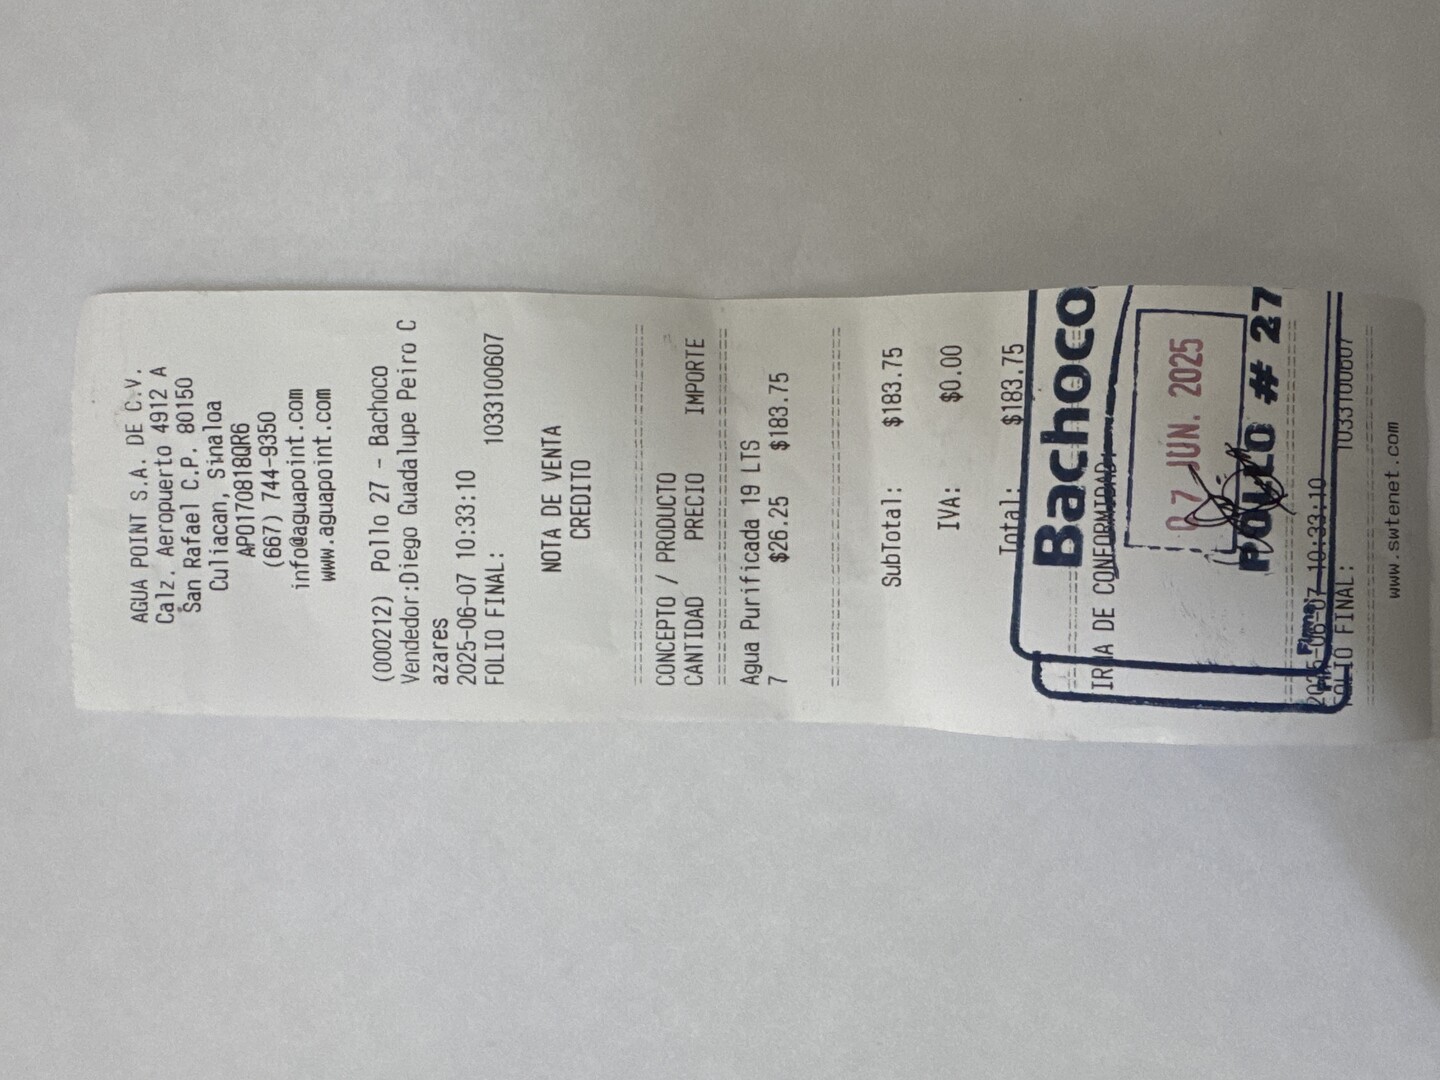 AGUA POINT S.A. DE C.V.
Calz. Aeropuerto 4912 A
San Rafael C.P. 80150
Culiacan, Sinaloa
APO170818QR6
(667) 744-9350
info@aguapoint.com
www.aguapoint.com
(000212) Pollo 27 - Bachoco
Vendedor:Diego Guadalupe Peiro C
azares
2025-06-07 10:33:10
FOLIO FINAL: 1033100607
NOTA DE VENTA
CREDITO
CONCEPTO / PRODUCTO
CANTIDAD PRECIO IMPORTE
Agua Purificada 19 LTS
7 $26.25 $183.75
SubTotal: $183.75
IVA: $0.00
Total: $183.75
Bachoco
DE CONFORMIDAD
07 JUN. 2025
POLLO # 27
Firma
2025-06-07 10:33:10
FOLIO FINAL: 1033100607
www.swtenet.com